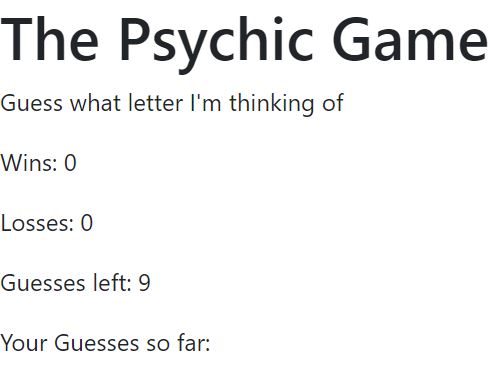 The Psychic Game
Guess what letter I'm thinking of
Wins: 0
Losses: 0
Guesses left: 9
Your Guesses so far: